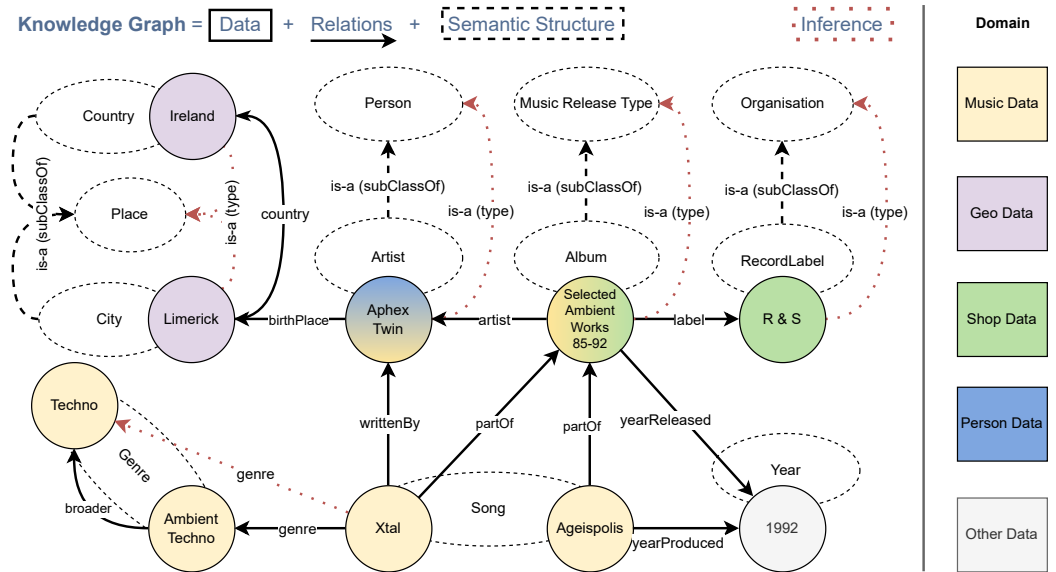 Knowledge Graph = Data + Relations + Semantic Structure Inference Domain
Country
Ireland
Person
Music Release Type
Organisation
Music Data
is-a (subClassOf)
Place
is-a (type)
country
is-a (subClassOf)
is-a (type)
is-a (subClassOf)
is-a (type)
is-a (subClassOf)
is-a (type)
Geo Data
City
Limerick
birthPlace
Artist
Aphex
Twin
artist
Album
Selected
Ambient
Works
85-92
label
RecordLabel
R & S
Shop Data
Techno
Genre
broader
writtenBy
partOf
partOf
yearReleased
Person Data
genre
Ambient
Techno
genre
Xtal
Song
Ageispolis
yearProduced
Year
1992
Other Data